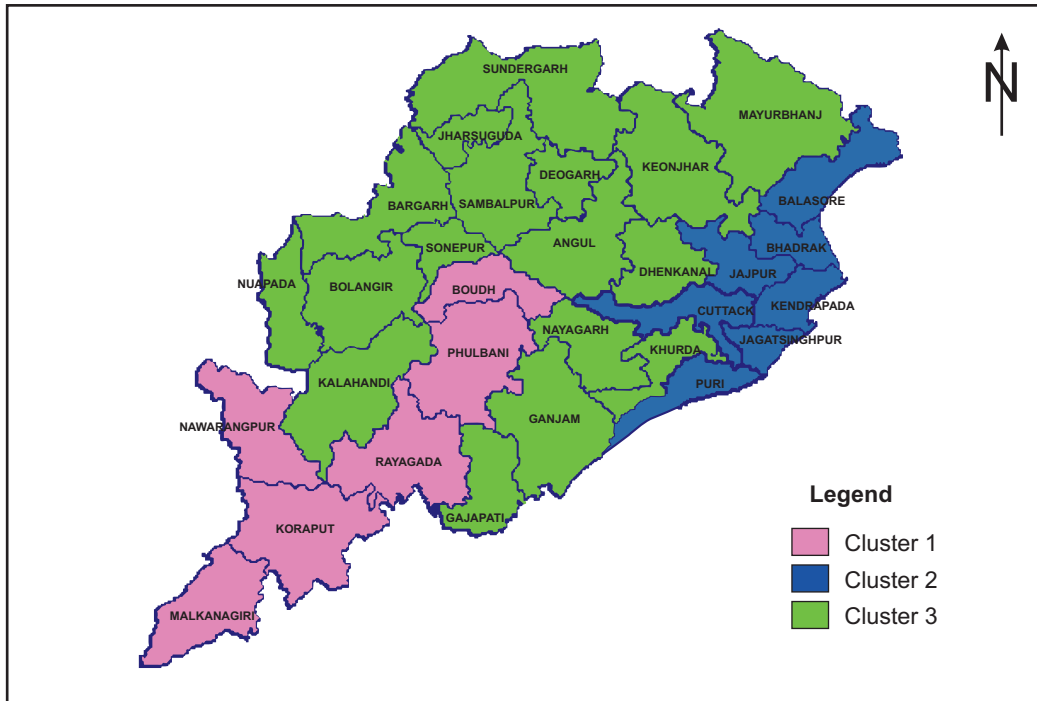 SUNDERGARH
N
MAYURBHANJ
JHARSUGUDA
KEONJHAR
DEOGARH
BALASORE
BARGARH
SAMBALPUR
ANGUL
SONEPUR
BHADRAK
DHENKANAL
JAJPUR
NUAPADA
BOLANGIR
BOUDH
KENDRAPADA
CUTTACK
NAYAGARH
JAGATSINGHPUR
KHURDA
PHULBANI
KALAHANDI
PURI
NAWARANGPUR
GANJAM
RAYAGADA
Legend
GAJAPATI
KORAPUT
Cluster 1
Cluster 2
MALKANAGIRI
Cluster 3